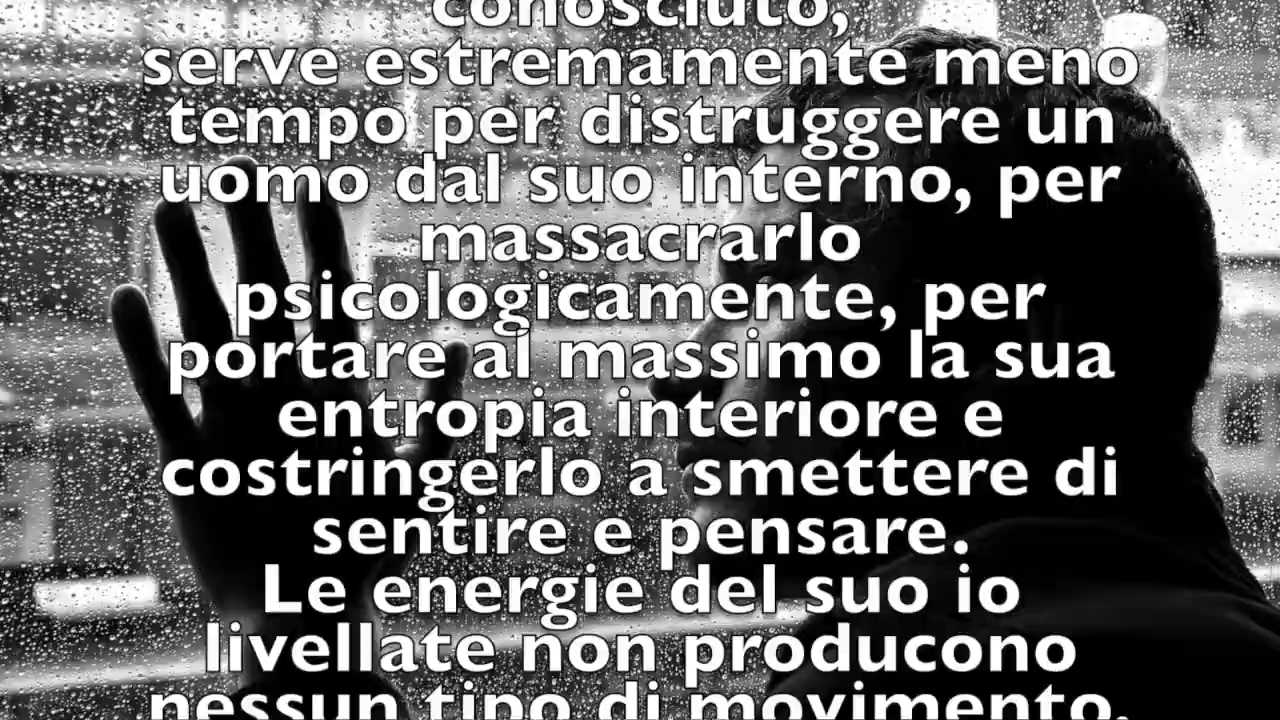 conosciuto,
serve estremamente meno
tempo per distruggere un
uomo dal suo interno, per
massacrarlo
psicologicamente, per
portare al massimo la sua
entropia interiore e
costringerlo a smettere di
sentire e pensare.
Le energie del suo io
livellate non producono
nessun tipo di movimento.